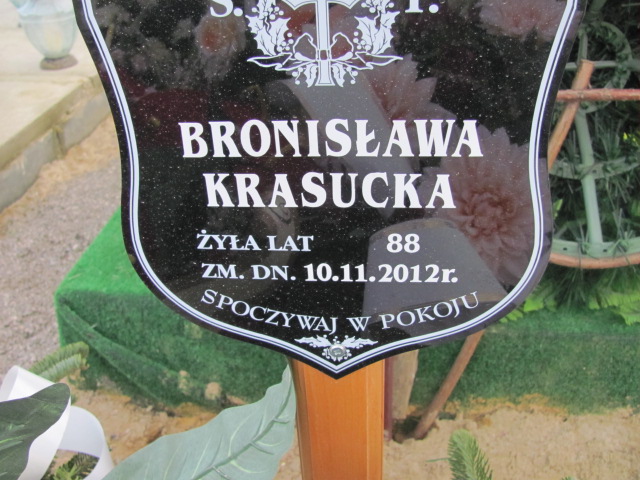 Ś. P.
BRONISŁAWA
KRASUCKA
ŻYŁA LAT 88
ZM. DN. 10.11.2012r.
SPOCZYWAJ W POKOJU